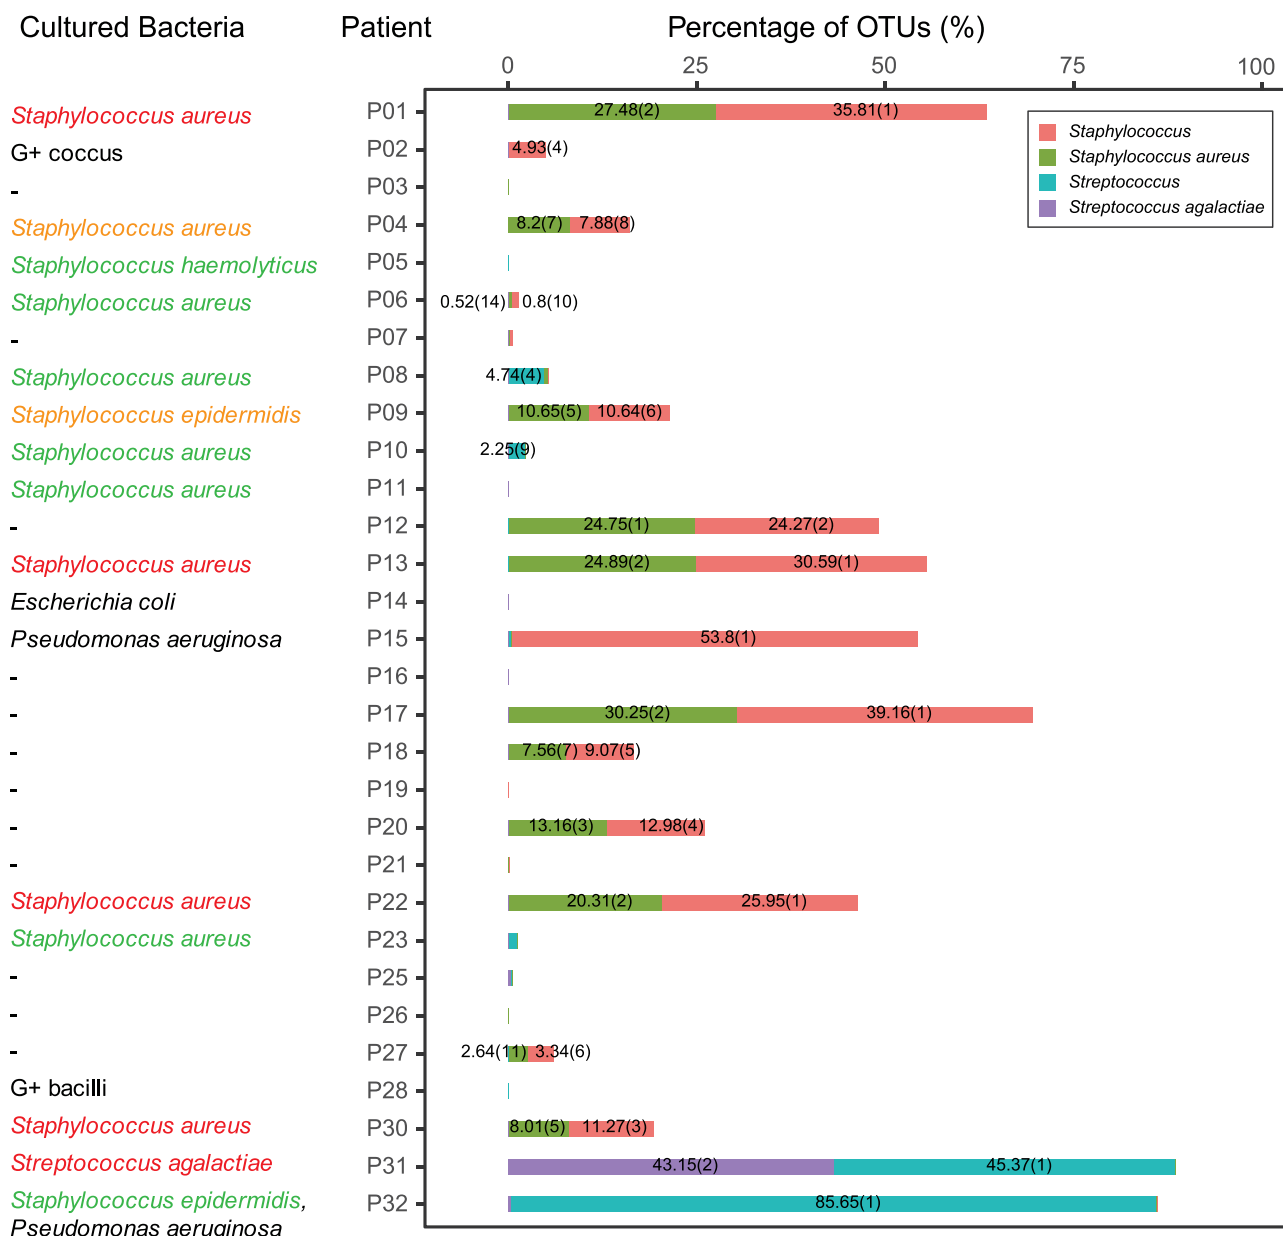 Cultured Bacteria Patient Percentage of OTUs (%)
0 25 50 75 100
Staphylococcus aureus P01 27.48(2) 35.81(1)
G+ coccus P02 4.93(4)
- P03
Staphylococcus aureus P04 8.2(7) 7.88(8)
Staphylococcus haemolyticus P05
Staphylococcus aureus P06 0.52(14) 0.8(10)
- P07
Staphylococcus aureus P08 4.74(4)
Staphylococcus epidermidis P09 10.65(5) 10.64(6)
Staphylococcus aureus P10 2.25(9)
Staphylococcus aureus P11
- P12 24.75(1) 24.27(2)
Staphylococcus aureus P13 24.89(2) 30.59(1)
Escherichia coli P14
Pseudomonas aeruginosa P15 53.8(1)
- P16
- P17 30.25(2) 39.16(1)
- P18 7.56(7) 9.07(5)
- P19
- P20 13.16(3) 12.98(4)
- P21
Staphylococcus aureus P22 20.31(2) 25.95(1)
Staphylococcus aureus P23
- P25
- P26
- P27 2.64(11) 3.34(6)
G+ bacilli P28
Staphylococcus aureus P30 8.01(5) 11.27(3)
Streptococcus agalactiae P31 43.15(2) 45.37(1)
Staphylococcus epidermidis, P32 85.65(1)
Pseudomonas aeruginosa
Staphylococcus
Staphylococcus aureus
Streptococcus
Streptococcus agalactiae